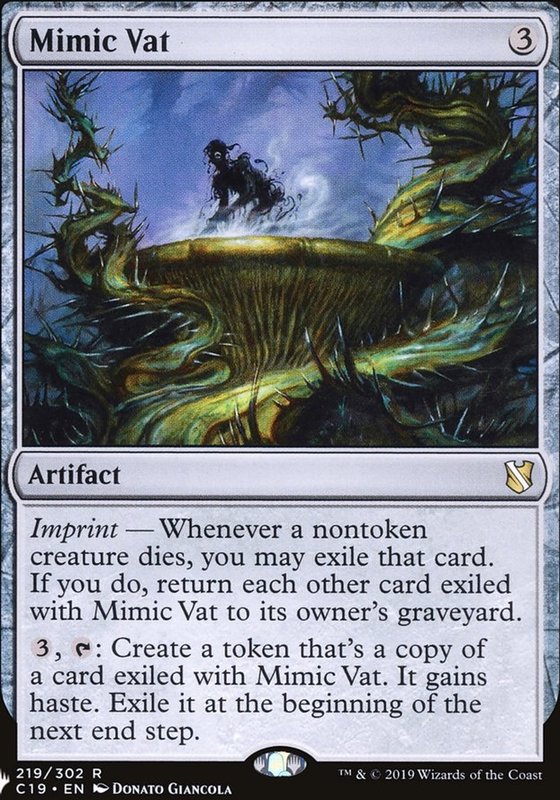 Mimic Vat 3
Artifact
Imprint — Whenever a nontoken
creature dies, you may exile that card.
If you do, return each other card exiled
with Mimic Vat to its owner's graveyard.
3, : Create a token that's a copy of
a card exiled with Mimic Vat. It gains
haste. Exile it at the beginning of the
next end step.
219/302 R
C19 • EN Donato Giancola
™ & © 2019 Wizards of the Coast